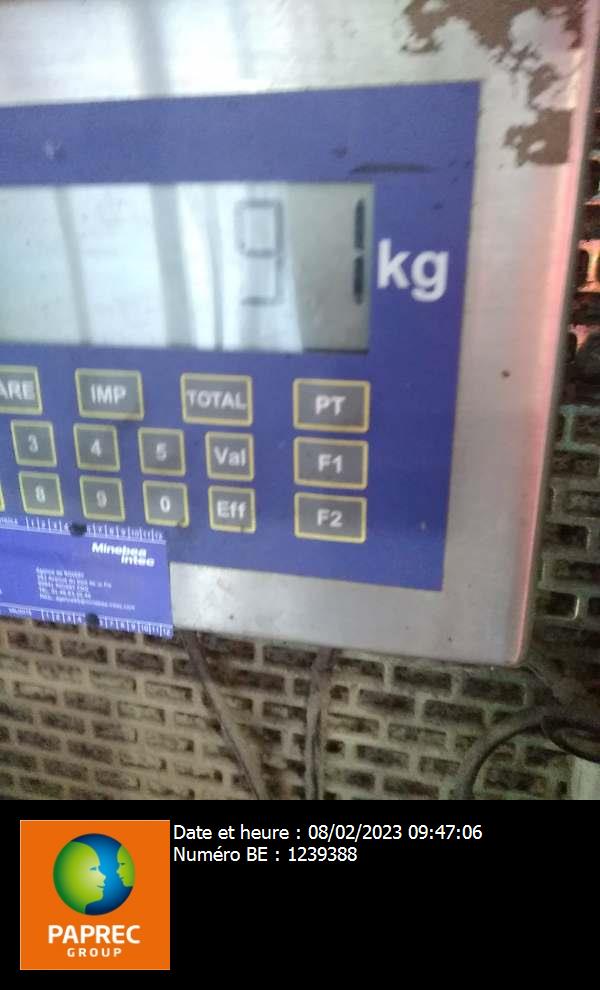 91 kg
ARE IMP TOTAL PT
3 4 5 Val F1
8 9 0 Eff F2
Minebea
intec
Date et heure : 08/02/2023 09:47:06
Numéro BE : 1239388
PAPREC
GROUP